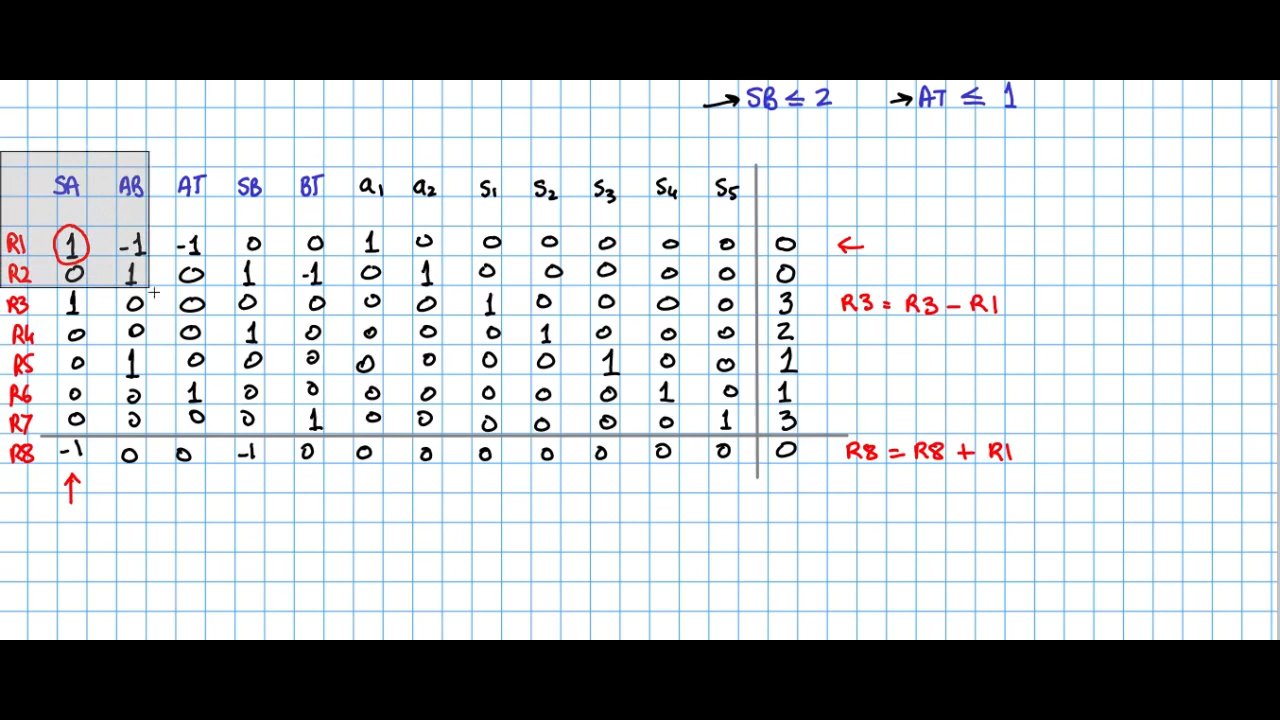 → SB ≤ 2 → AT ≤ 1
SA AB AT SB BT a₁ a₂ S₁ S₂ S₃ S₄ S₅
R1 1 -1 -1 0 0 1 0 0 0 0 0 0 0 ←
R2 0 1 0 1 -1 0 1 0 0 0 0 0 0
R3 1 0 0 0 0 0 0 1 0 0 0 0 3 R3 = R3 - R1
R4 0 0 0 1 0 0 0 0 1 0 0 0 2
R5 0 1 0 0 0 0 0 0 0 1 0 0 1
R6 0 0 1 0 0 0 0 0 0 0 1 0 1
R7 0 0 0 0 1 0 0 0 0 0 0 1 3
R8 -1 0 0 -1 0 0 0 0 0 0 0 0 0 R8 = R8 + R1
↑